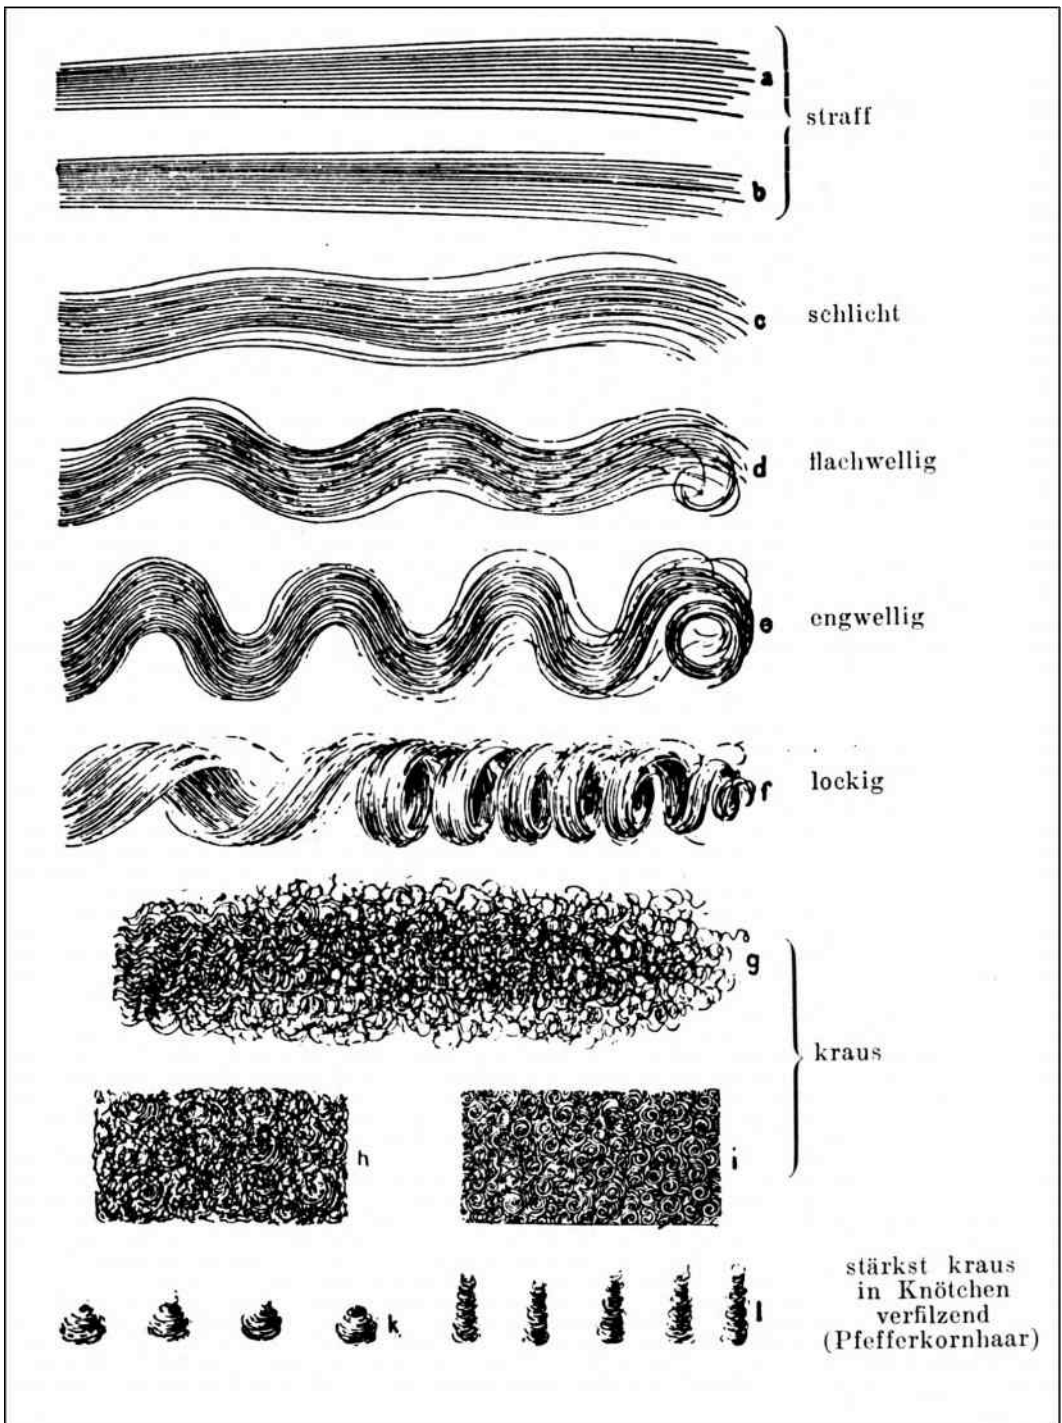 a
straff
b
c
schlicht
d
flachwellig
e
engwellig
f
lockig
g
kraus
h
i
stärkst kraus
in Knötchen
verfilzend
(Pfefferkornhaar)
k
l